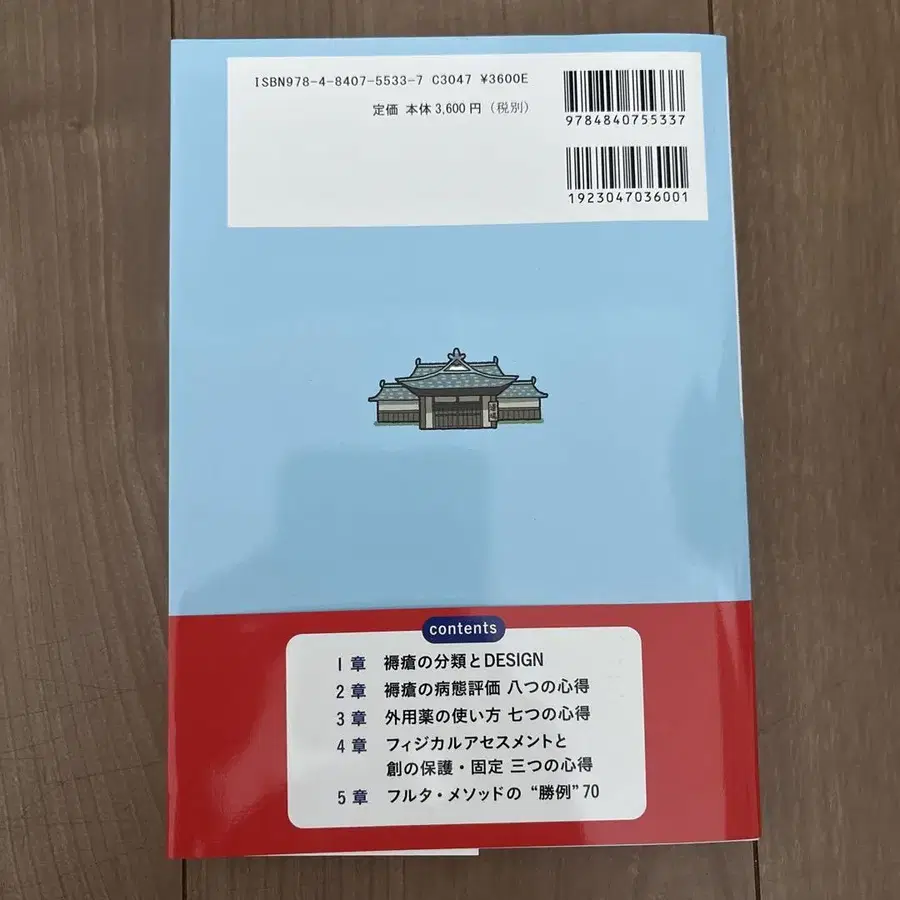 ISBN978-4-8407-5533-7 C3047 ¥3600E
定価 本体3,600円(税別)
9784840755337
1923047036001
contents
1章 褥瘡の分類とDESIGN
2章 褥瘡の病態評価 八つの心得
3章 外用薬の使い方 七つの心得
4章 フィジカルアセスメントと
創の保護・固定 三つの心得
5章 フルタ・メソッドの “勝例”70